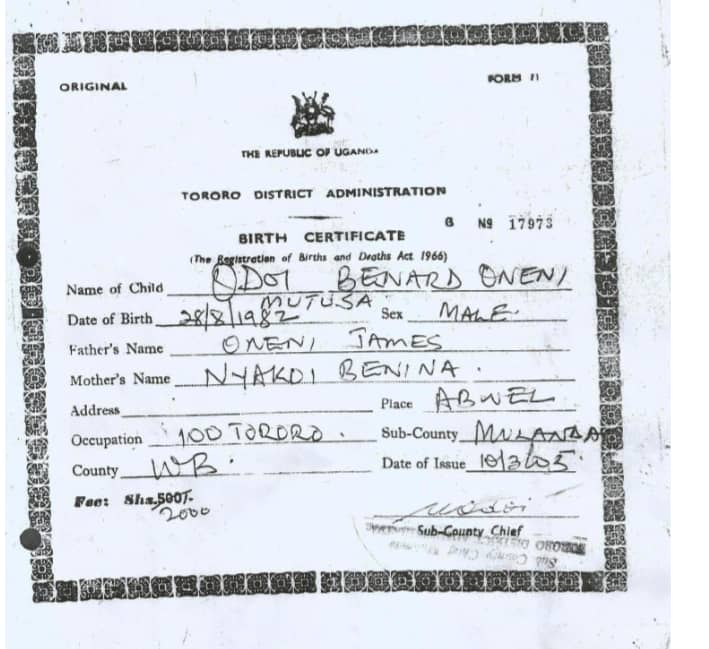 ORIGINAL
FORM 11
THE REPUBLIC OF UGANDA
TORORO DISTRICT ADMINISTRATION
B No 17973
BIRTH CERTIFICATE
(The Registration of Births and Deaths Act 1966)
Name of Child ODOI BENARD ONENI
MUTUSA
Date of Birth 28/8/1982 Sex MALE
Father's Name ONENI JAMES
Mother's Name NYAKOI BENINA
Address Place ABWEL
Occupation 100 TORORO Sub-County MULANDA
County WB Date of Issue 10/3/05
Fee: Shs.500/-
2000
Sub-County Chief